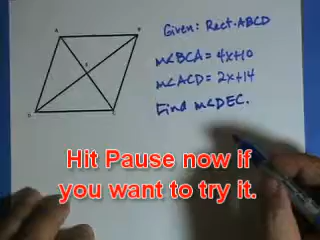 A B
Given: Rect. ABCD
m∠BCA = 4x+10
E
m∠ACD = 2x+14
Find m∠DEC.
D C
Hit Pause now if
you want to try it.